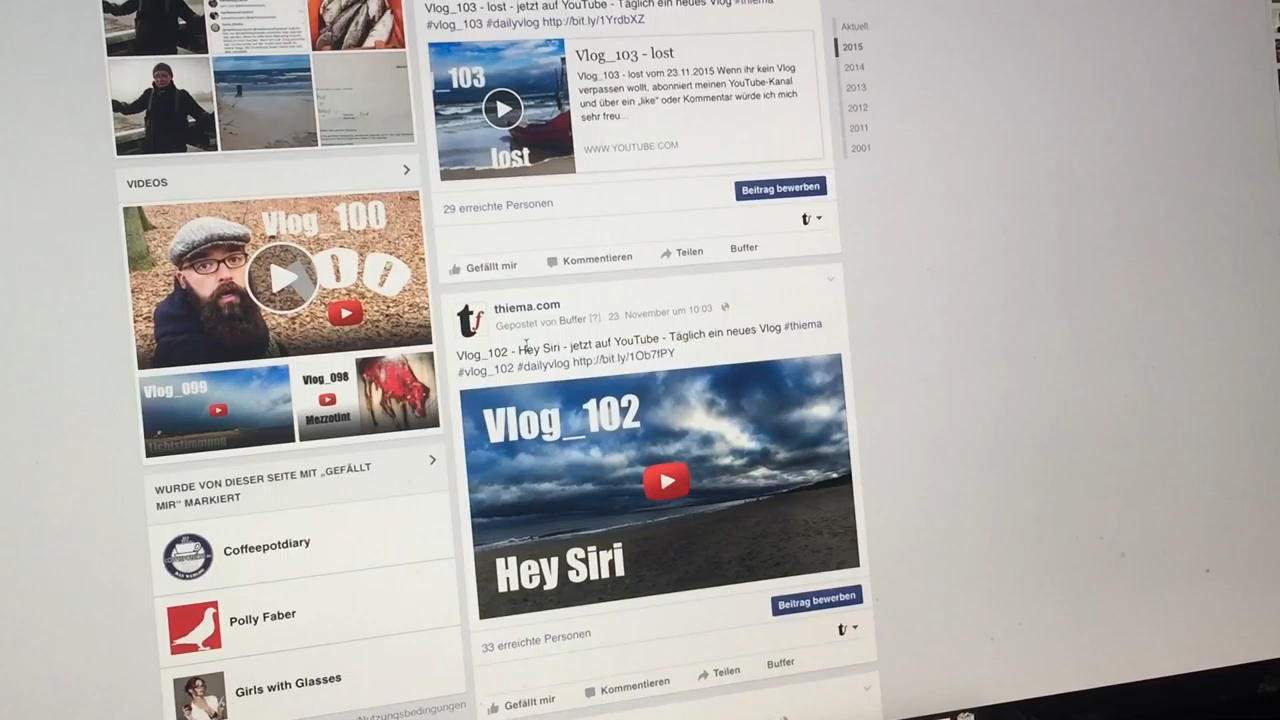 Vlog_103 - lost - jetzt auf YouTube - Täglich ein neues Vlog #thiema
#vlog_103 #dailyvlog http://bit.ly/1YrdbXZ
_103
lost
Vlog_103 - lost
Vlog_103 - lost vom 23.11.2015 Wenn ihr kein Vlog
verpassen wollt, abonniert meinen YouTube-Kanal
und über ein „like“ oder Kommentar würde ich mich
sehr freu...
WWW.YOUTUBE.COM
29 erreichte Personen
Beitrag bewerben
Gefällt mir
Kommentieren
Teilen
Buffer
Aktuell
2015
2014
2013
2012
2011
2001
VIDEOS
Vlog_100
Vlog_099
Lichtstimmung
Vlog_098
Mezzotint
WURDE VON DIESER SEITE MIT „GEFÄLLT
MIR“ MARKIERT
Coffeepotdiary
Polly Faber
Girls with Glasses
Nutzungsbedingungen
tf
thiema.com
Gepostet von Buffer [?] 23. November um 10:03
Vlog_102 - Hey Siri - jetzt auf YouTube - Täglich ein neues Vlog #thiema
#vlog_102 #dailyvlog http://bit.ly/1Ob7fPY
Vlog_102
Hey Siri
Beitrag bewerben
33 erreichte Personen
Gefällt mir
Kommentieren
Teilen
Buffer